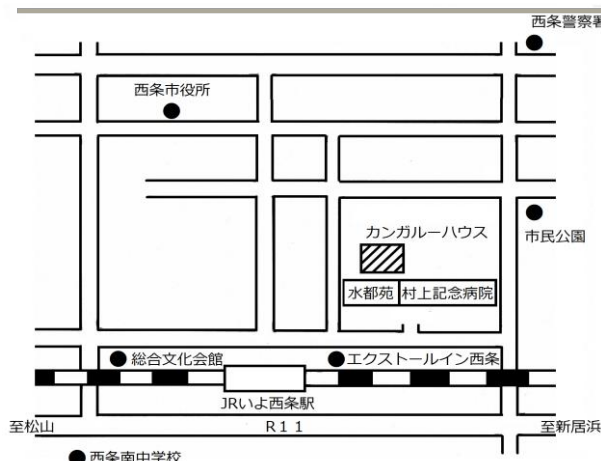 西条警察署
西条市役所
カンガルーハウス
市民公園
水都苑
村上記念病院
総合文化会館
エクストールイン西条
JRいよ西条駅
至松山
R11
至新居浜
西条南中学校